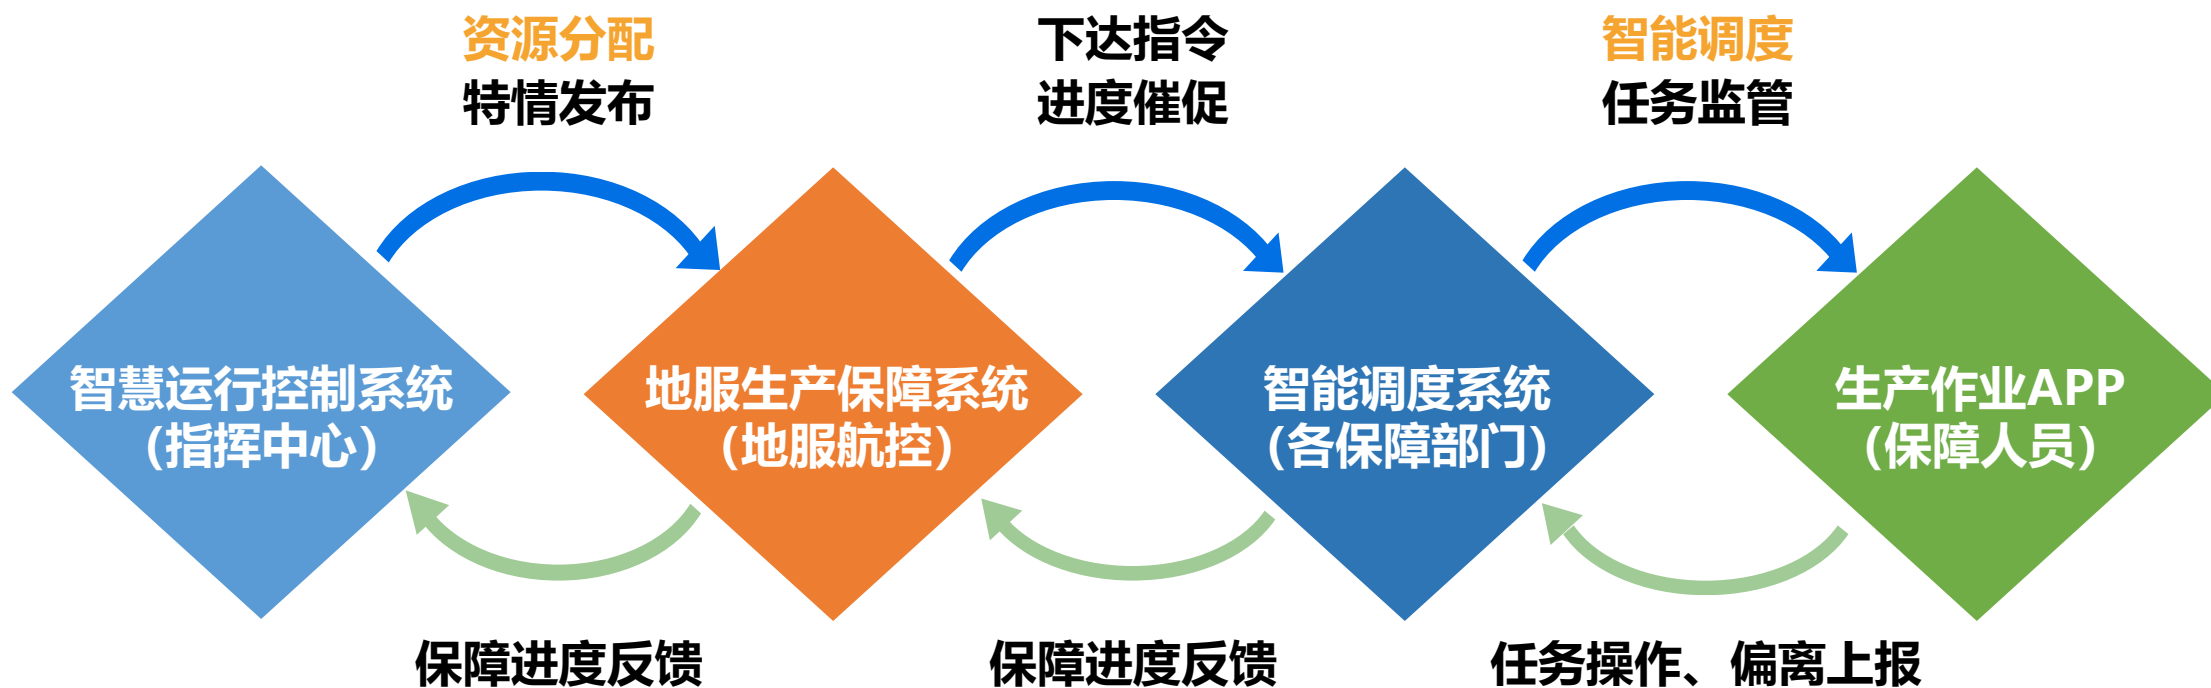 资源分配
特情发布
下达指令
进度催促
智能调度
任务监管
智慧运行控制系统
（指挥中心）
地服生产保障系统
（地服航控）
智能调度系统
（各保障部门）
生产作业APP
（保障人员）
保障进度反馈
保障进度反馈
任务操作、偏离上报